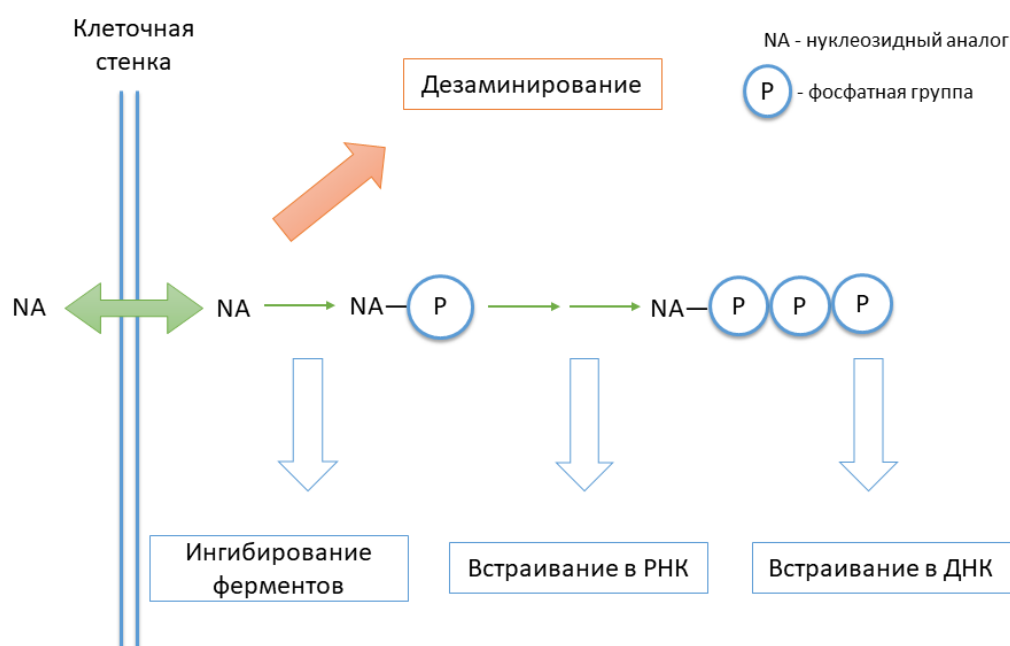 Клеточная
стенка
NA - нуклеозидный аналог
P - фосфатная группа
Дезаминирование
NA NA NA P NA P P P
Ингибирование
ферментов
Встраивание в РНК
Встраивание в ДНК